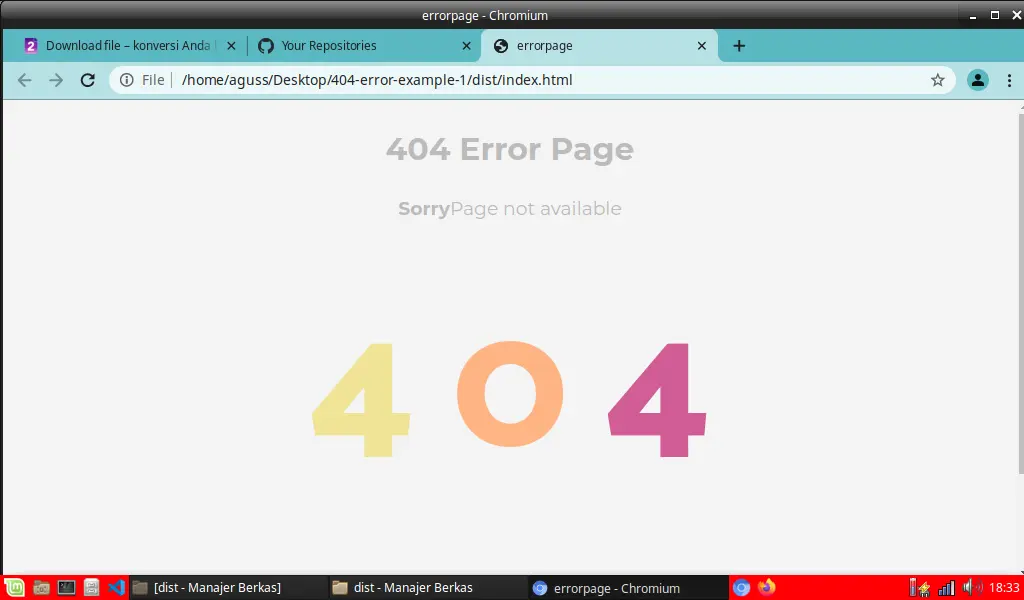 errorpage - Chromium
Download file – konversi Anda
Your Repositories
errorpage
File
/home/aguss/Desktop/404-error-example-1/dist/index.html
404 Error Page
SorryPage not available
4 0 4
[dist - Manajer Berkas]
dist - Manajer Berkas
errorpage - Chromium
18:33